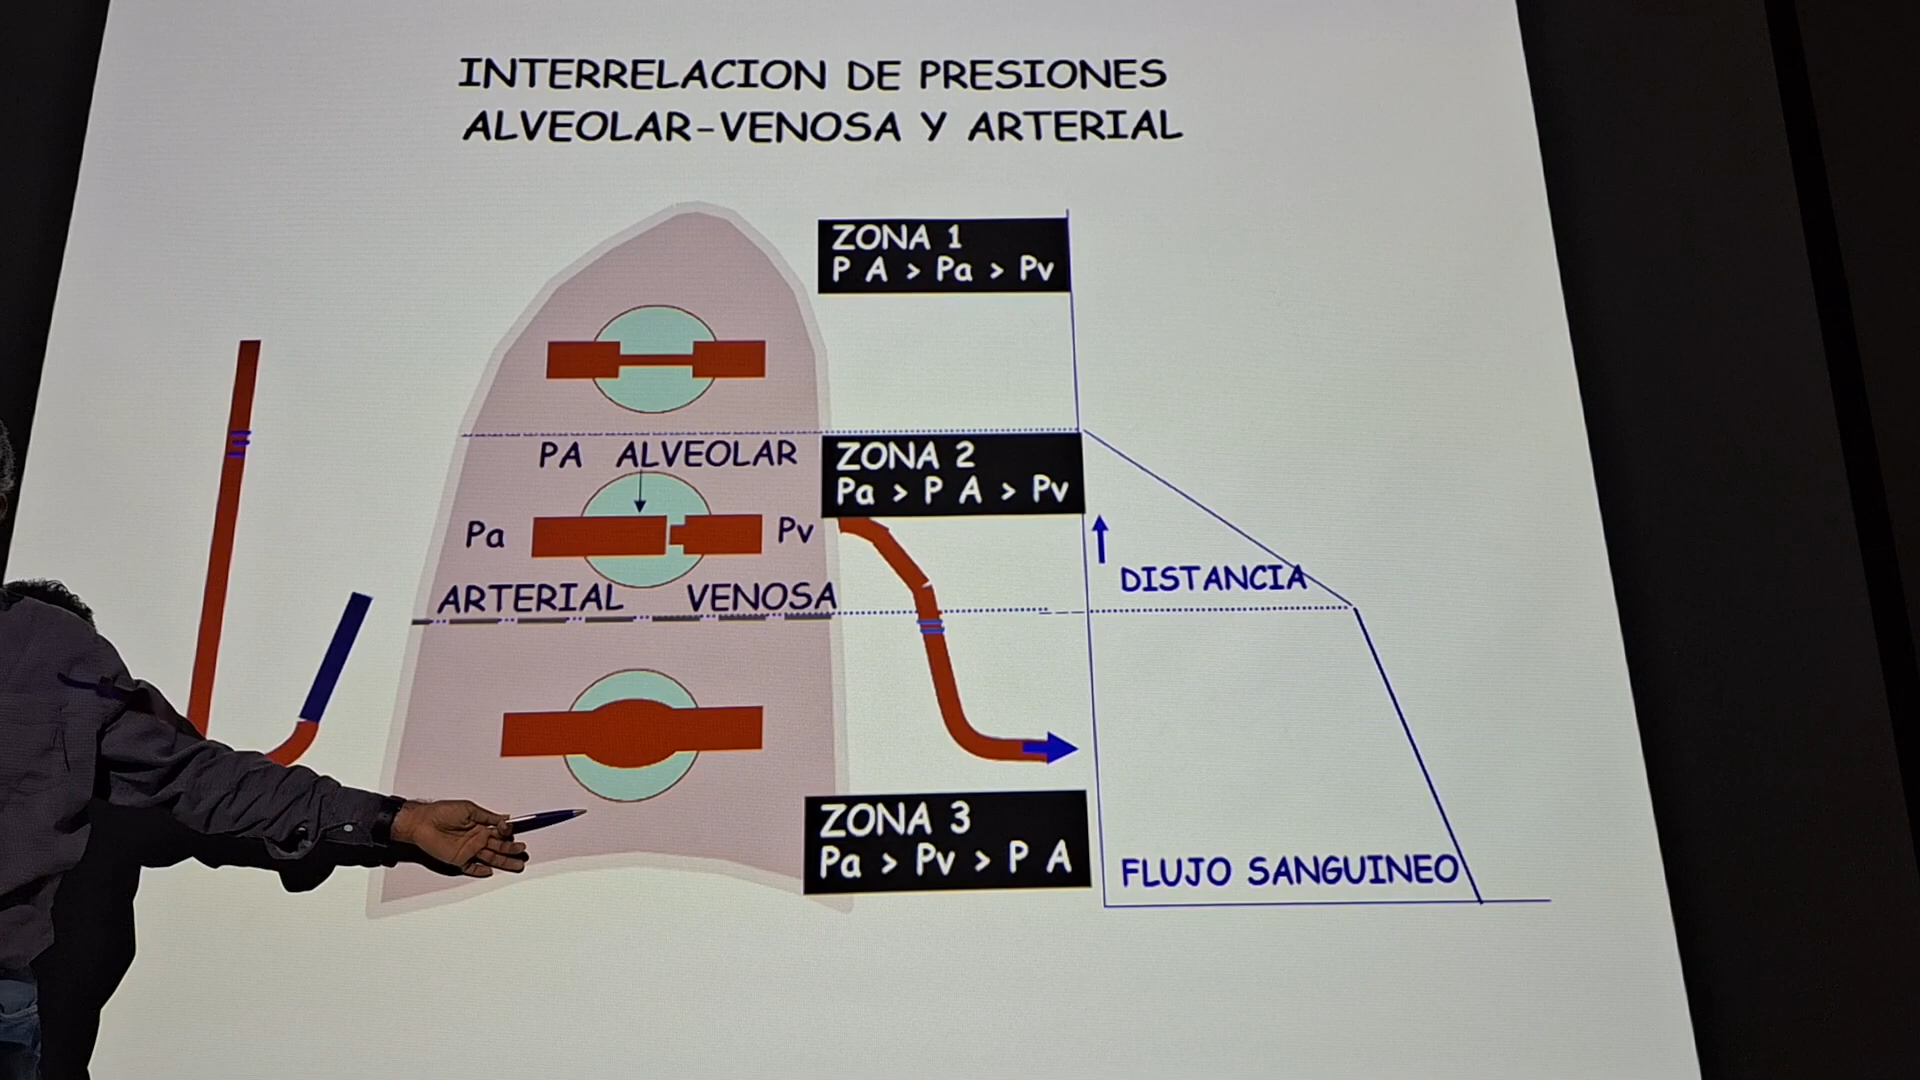 INTERRELACION DE PRESIONES
ALVEOLAR-VENOSA Y ARTERIAL
ZONA 1
P A > Pa > Pv
PA ALVEOLAR
ZONA 2
Pa > P A > Pv
Pa
Pv
DISTANCIA
ARTERIAL VENOSA
ZONA 3
Pa > Pv > P A
FLUJO SANGUINEO